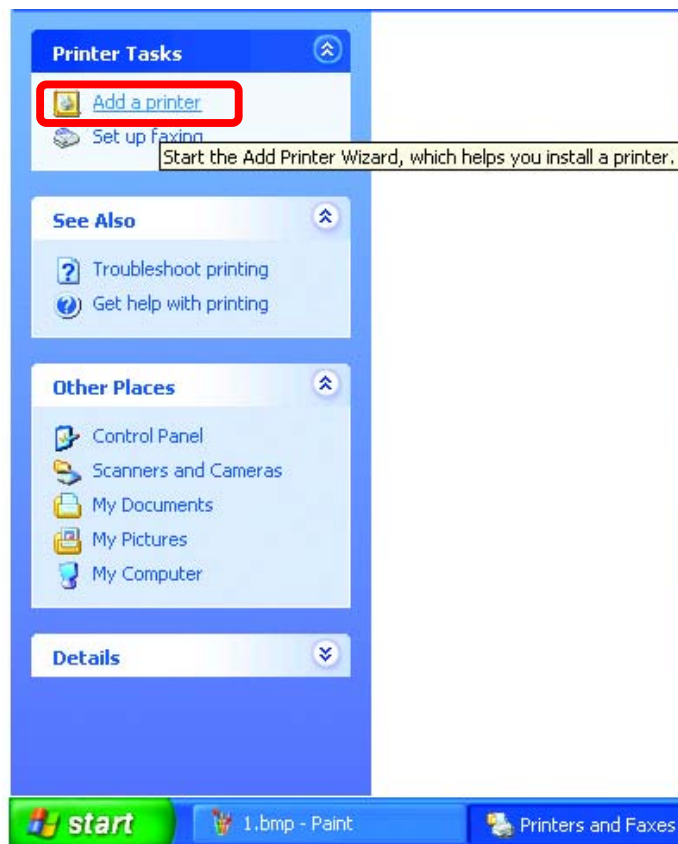 Printer Tasks
Add a printer
Set up faxing
Start the Add Printer Wizard, which helps you install a printer.
See Also
Troubleshoot printing
Get help with printing
Other Places
Control Panel
Scanners and Cameras
My Documents
My Pictures
My Computer
Details
start
1.bmp - Paint
Printers and Faxes